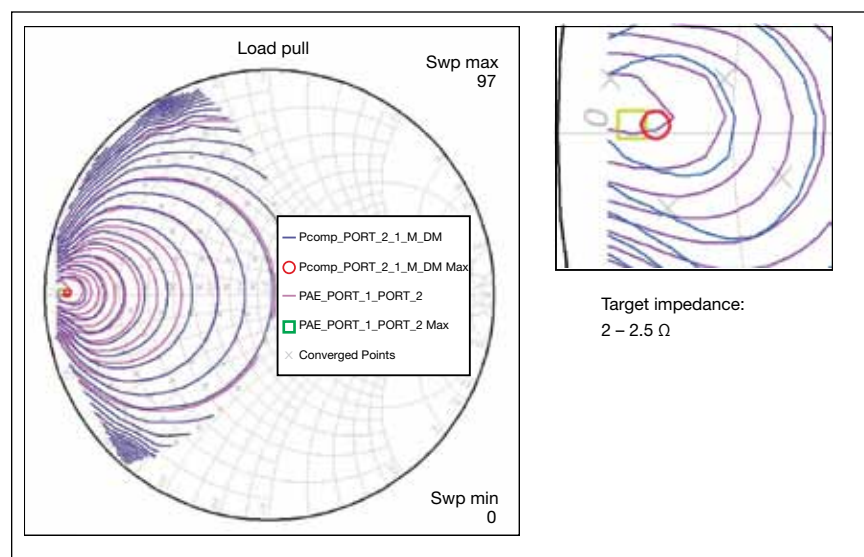 Load pull
Swp max
97
Pcomp_PORT_2_1_M_DM
Pcomp_PORT_2_1_M_DM Max
PAE_PORT_1_PORT_2
PAE_PORT_1_PORT_2 Max
Converged Points
Swp min
0
0
Target impedance:
2 – 2.5 Ω